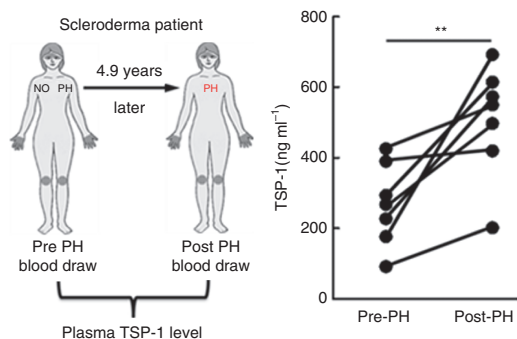 Scleroderma patient
4.9 years
later
NO PH
PH
Pre PH
blood draw
Post PH
blood draw
Plasma TSP-1 level
**
TSP-1(ng ml−1)
800
600
400
200
0
Pre-PH
Post-PH